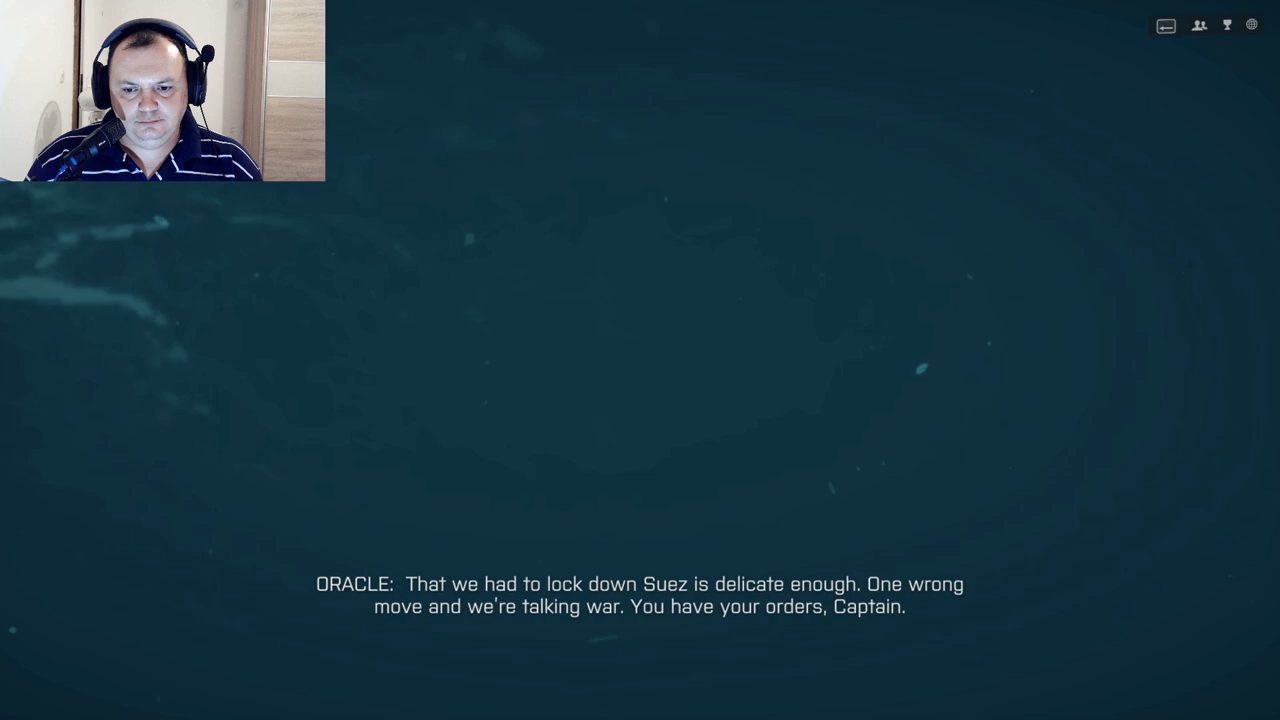 ORACLE: That we had to lock down Suez is delicate enough. One wrong
move and we're talking war. You have your orders, Captain.